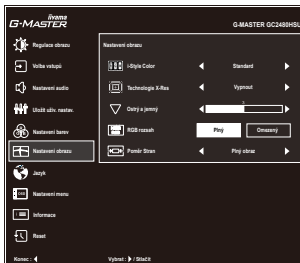 iiyama
G-MASTER
G-MASTER GC2480HSU
Regulace obrazu
Volba vstupů
Nastavení audio
Uložit uživ. nastav.
Nastavení barev
Nastavení obrazu
Jazyk
OSD
Nastavení menu
Informace
Reset
Nastavení obrazu
i-Style Color
Standard
Technologie X-Res
Vypnout
Ostrý a jemný
RGB rozsah
Plný
Omezený
Poměr Stran
Plný obraz
Konec :
Vybrat : / Stlačit